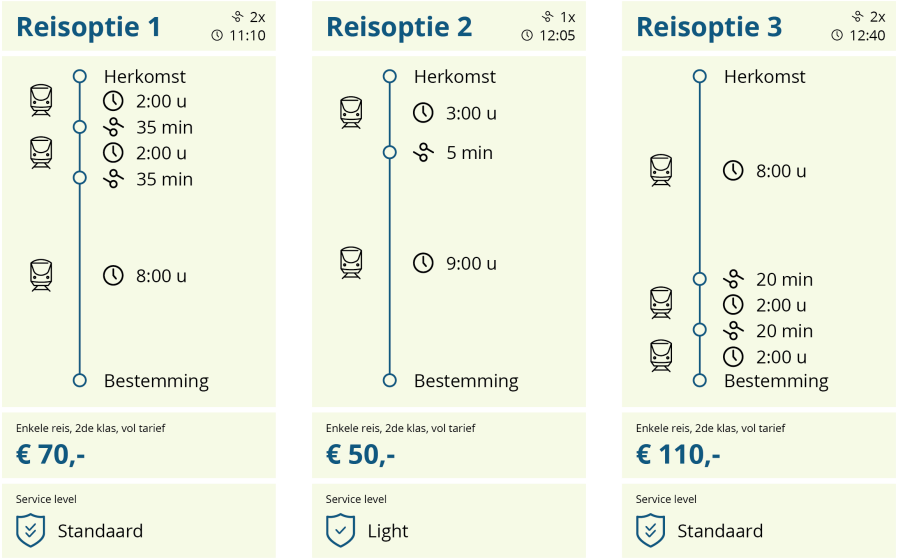 Reisoptie 1
2x
11:10
Herkomst
2:00 u
35 min
2:00 u
35 min
8:00 u
Bestemming
Enkele reis, 2de klas, vol tarief
€ 70,-
Service level
Standaard
Reisoptie 2
1x
12:05
Herkomst
3:00 u
5 min
9:00 u
Bestemming
Enkele reis, 2de klas, vol tarief
€ 50,-
Service level
Light
Reisoptie 3
2x
12:40
Herkomst
8:00 u
20 min
2:00 u
20 min
2:00 u
Bestemming
Enkele reis, 2de klas, vol tarief
€ 110,-
Service level
Standaard